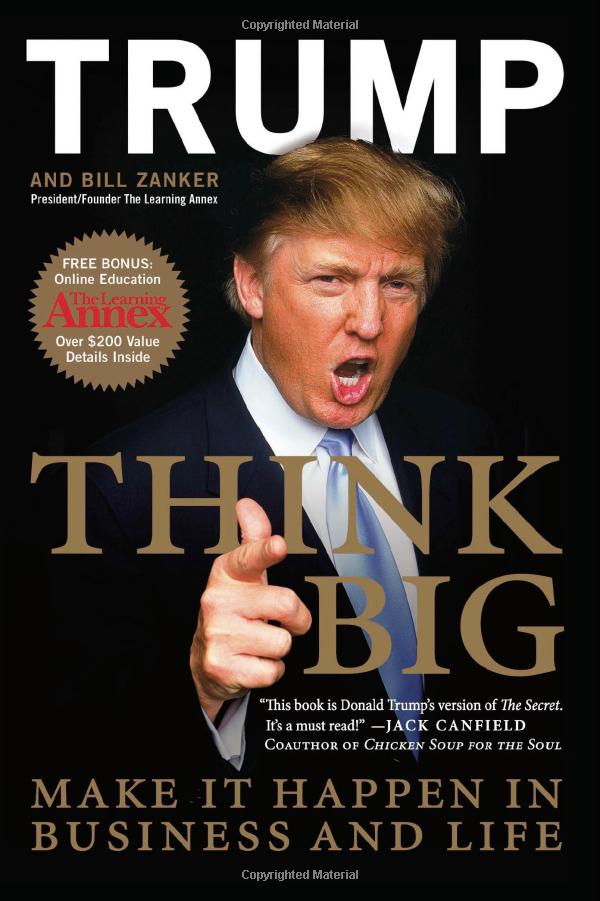 Copyrighted Material
TRUMP
AND BILL ZANKER
President/Founder The Learning Annex
FREE BONUS:
Online Education
The Learning
Annex
Over $200 Value
Details Inside
THINK
BIG
“This book is Donald Trump’s version of The Secret.
It’s a must read!” —JACK CANFIELD
COAUTHOR OF CHICKEN SOUP FOR THE SOUL
MAKE IT HAPPEN IN
BUSINESS AND LIFE
Copyrighted Material